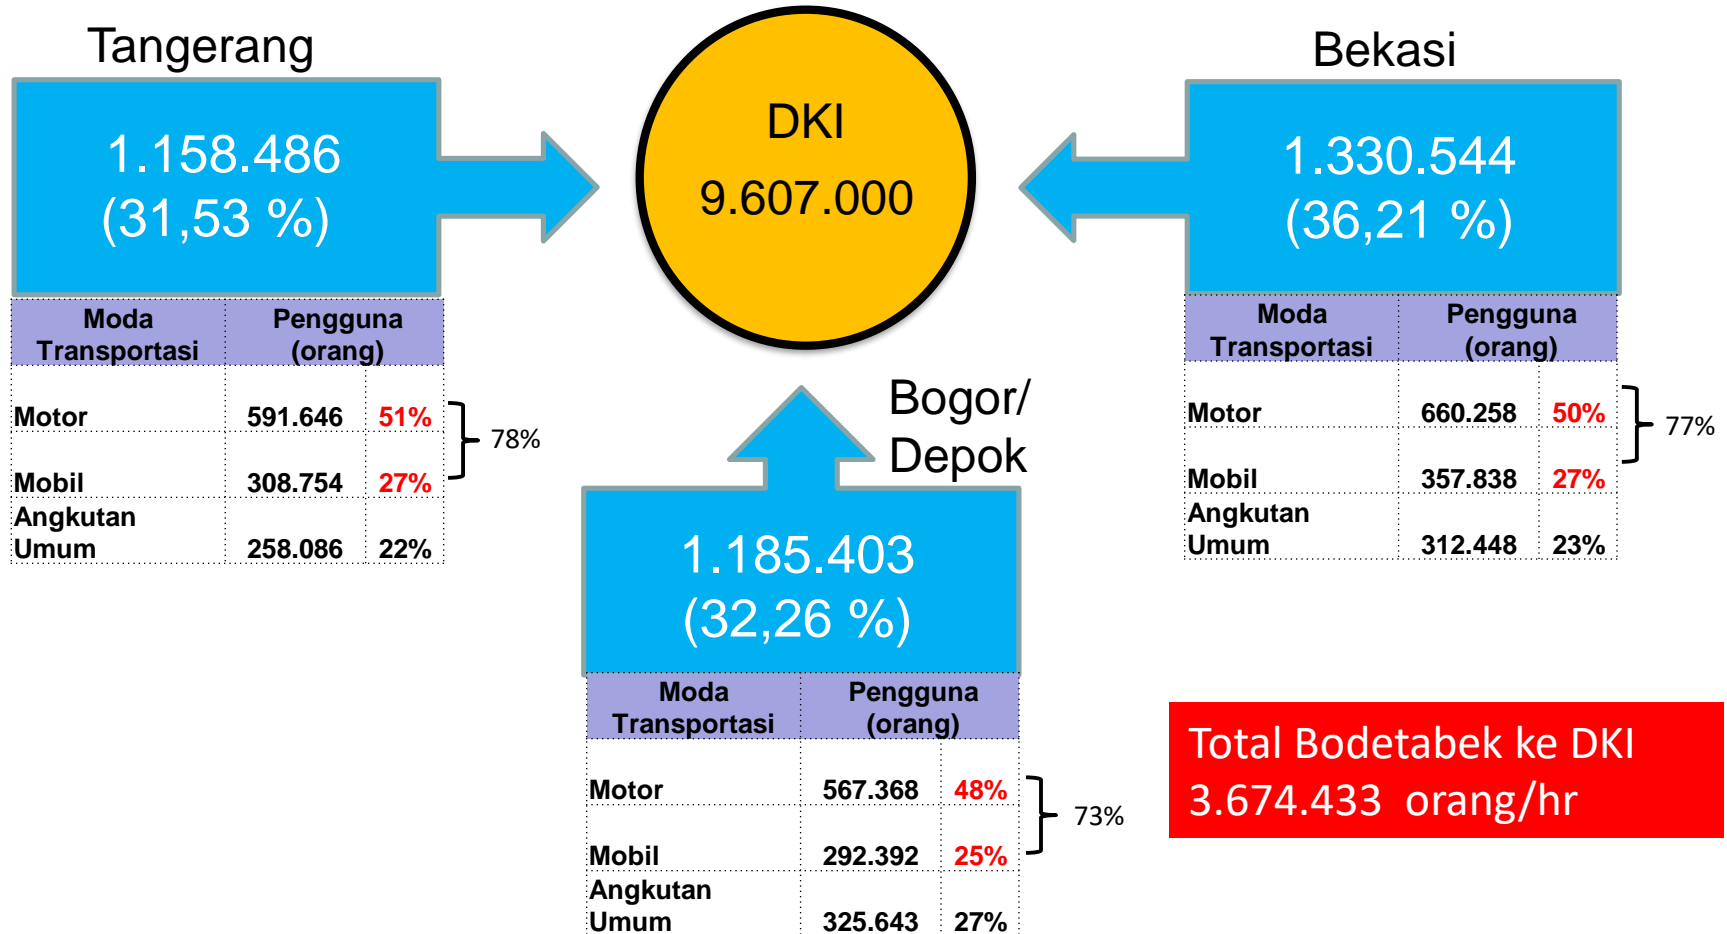 Tangerang
1.158.486
(31,53 %)
Moda Pengguna
Transportasi (orang)
Motor 591.646 51%
Mobil 308.754 27%
78%
Angkutan
Umum 258.086 22%
DKI
9.607.000
Bekasi
1.330.544
(36,21 %)
Moda Pengguna
Transportasi (orang)
Motor 660.258 50%
Mobil 357.838 27%
77%
Angkutan
Umum 312.448 23%
Bogor/
Depok
1.185.403
(32,26 %)
Moda Pengguna
Transportasi (orang)
Motor 567.368 48%
Mobil 292.392 25%
73%
Angkutan
Umum 325.643 27%
Total Bodetabek ke DKI
3.674.433 orang/hr